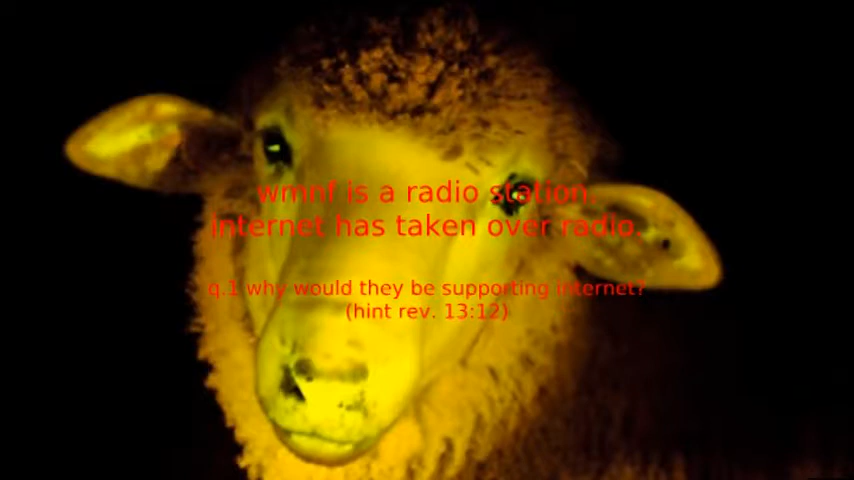 wmnf is a radio station.
internet has taken over radio.
q.1 why would they be supporting internet?
(hint rev. 13:12)